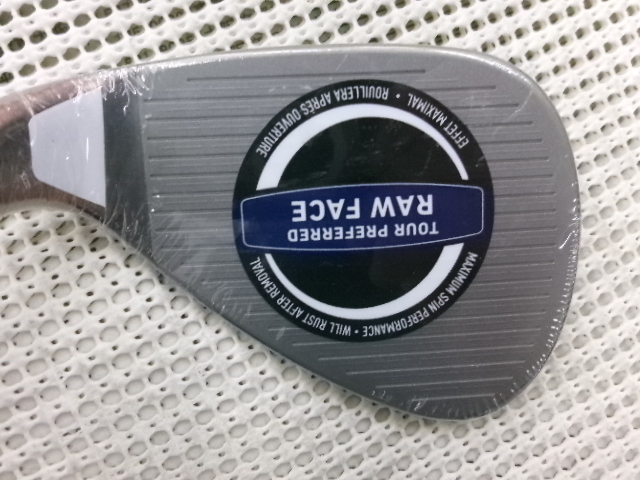 TOUR PREFERRED
RAW FACE
MAXIMUM SPIN PERFORMANCE • WILL RUST AFTER REMOVAL
EFFET MAXIMAL • ROUILLERA APRÈS OUVERTURE